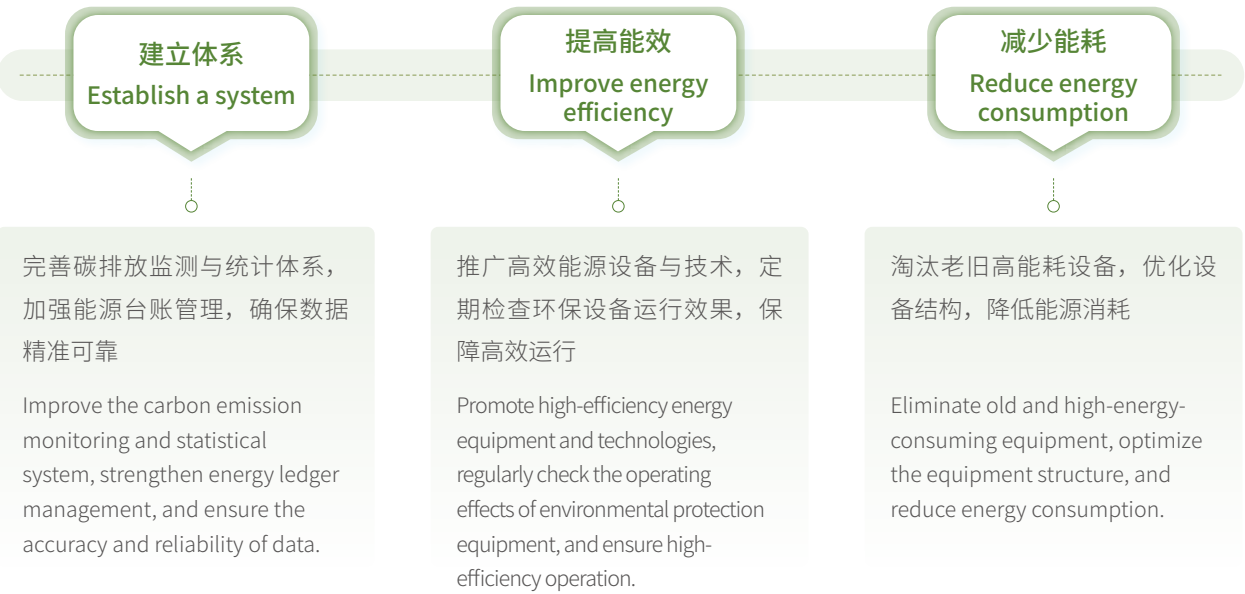 建立体系
Establish a system
提高能效
Improve energy
efficiency
减少能耗
Reduce energy
consumption
完善碳排放监测与统计体系，
加强能源台账管理，确保数据
精准可靠
Improve the carbon emission
monitoring and statistical
system, strengthen energy ledger
management, and ensure the
accuracy and reliability of data.
推广高效能源设备与技术，定
期检查环保设备运行效果，保
障高效运行
Promote high-efficiency energy
equipment and technologies,
regularly check the operating
effects of environmental protection
equipment, and ensure high-
efficiency operation.
淘汰老旧高能耗设备，优化设
备结构，降低能源消耗
Eliminate old and high-energy-
consuming equipment, optimize
the equipment structure, and
reduce energy consumption.